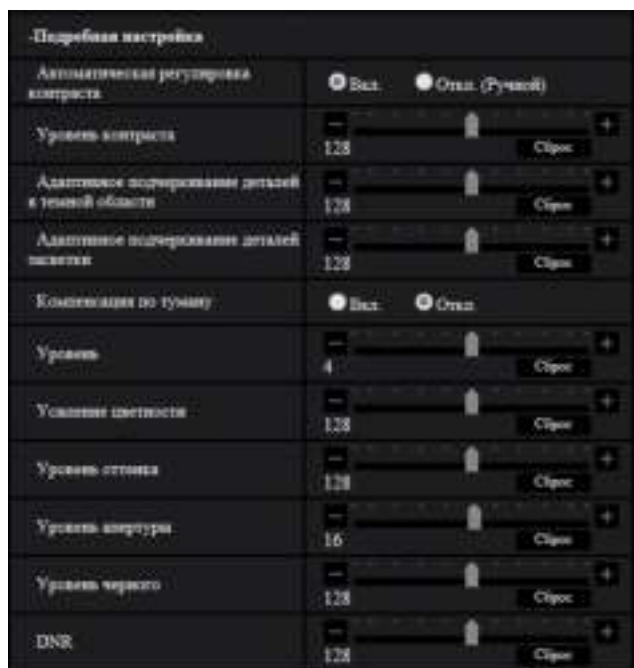 -Подробная настройка
Автоматическая регулировка
контраста
Вкл.
Откл. (Ручной)
Уровень контраста
128
Сброс
Адаптивное подчеркивание деталей
в темной области
128
Сброс
Адаптивное подчеркивание деталей
засветки
128
Сброс
Компенсация по туману
Вкл.
Откл.
Уровень
4
Сброс
Усиление цветности
128
Сброс
Уровень оттенка
128
Сброс
Уровень апертуры
16
Сброс
Уровень черного
128
Сброс
DNR
128
Сброс